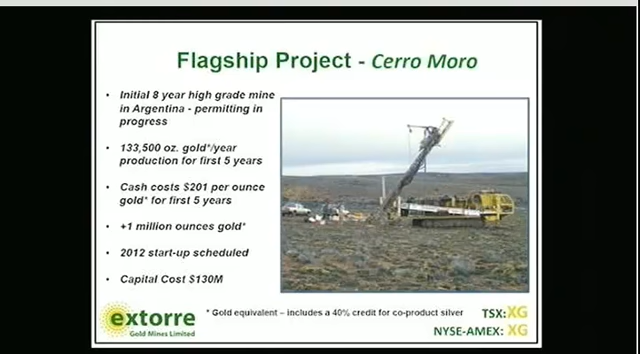 Flagship Project - Cerro Moro
• Initial 8 year high grade mine
in Argentina - permitting in
progress
• 133,500 oz. gold*/year
production for first 5 years
• Cash costs $201 per ounce
gold* for first 5 years
• +1 million ounces gold*
• 2012 start-up scheduled
• Capital Cost $130M
* Gold equivalent – includes a 40% credit for co-product silver
extorre
Gold Mines Limited
TSX:XG
NYSE-AMEX: XG